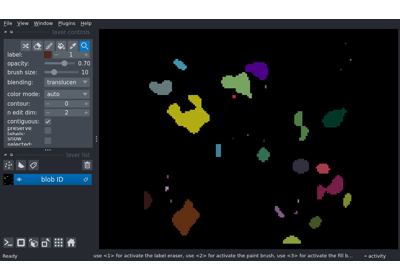 File View Window Plugins Help
layer controls
label: 1
opacity: 0.70
brush size: 10
blending: translucen
color mode: auto
contour: 0
n edit dim: 2
contiguous:
preserve
labels:
show
selected:
layer list
blob ID
Ready
use <1> for activate the label eraser, use <2> for activate the paint brush, use <3> for activate the fill b...
activity